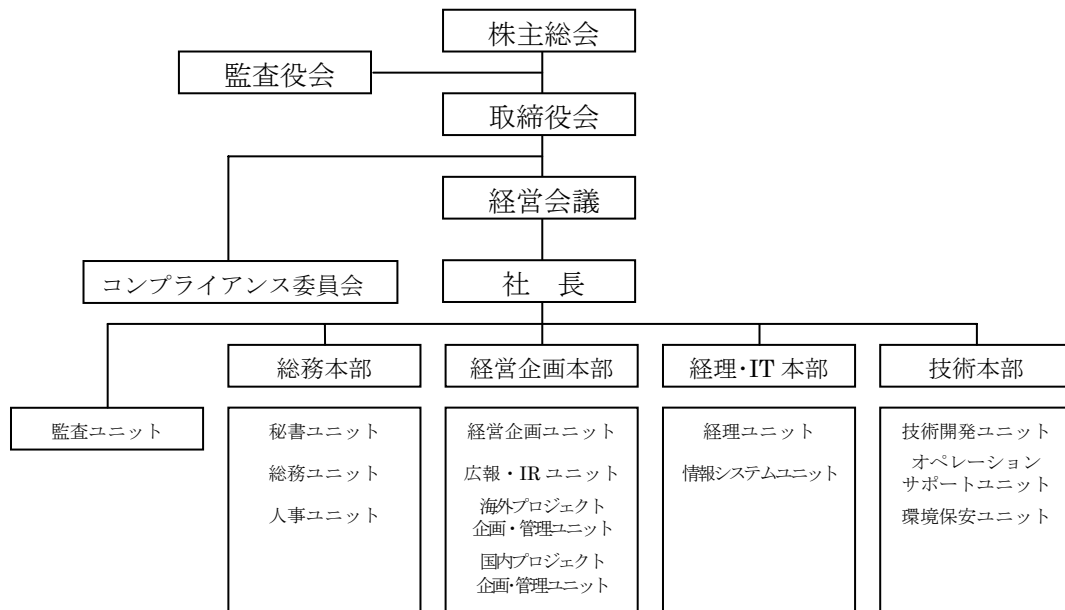 株主総会
監査役会
取締役会
経営会議
コンプライアンス委員会
社　長
総務本部
経営企画本部
経理・IT 本部
技術本部
監査ユニット
秘書ユニット
総務ユニット
人事ユニット
経営企画ユニット
広報・IR ユニット
海外プロジェクト
企画・管理ユニット
国内プロジェクト
企画・管理ユニット
経理ユニット
情報システムユニット
技術開発ユニット
オペレーション
サポートユニット
環境保安ユニット